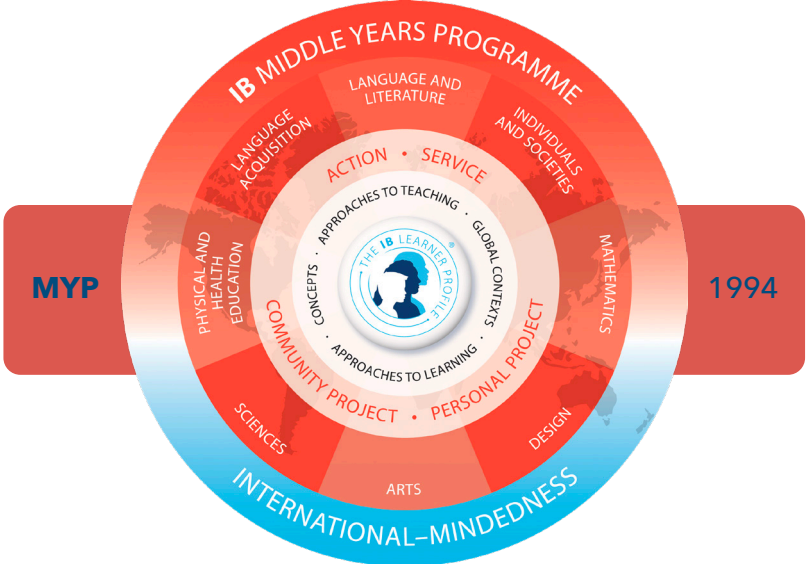 IB MIDDLE YEARS PROGRAMME
LANGUAGE AND
LITERATURE
INDIVIDUALS
AND SOCIETIES
MATHEMATICS
DESIGN
ARTS
SCIENCES
PHYSICAL AND
HEALTH
EDUCATION
LANGUAGE
ACQUISITION
ACTION • SERVICE
PERSONAL PROJECT
•
COMMUNITY PROJECT
APPROACHES TO TEACHING •
GLOBAL CONTEXTS •
APPROACHES TO LEARNING •
CONCEPTS •
THE IB LEARNER PROFILE®
MYP
1994
INTERNATIONAL–MINDEDNESS